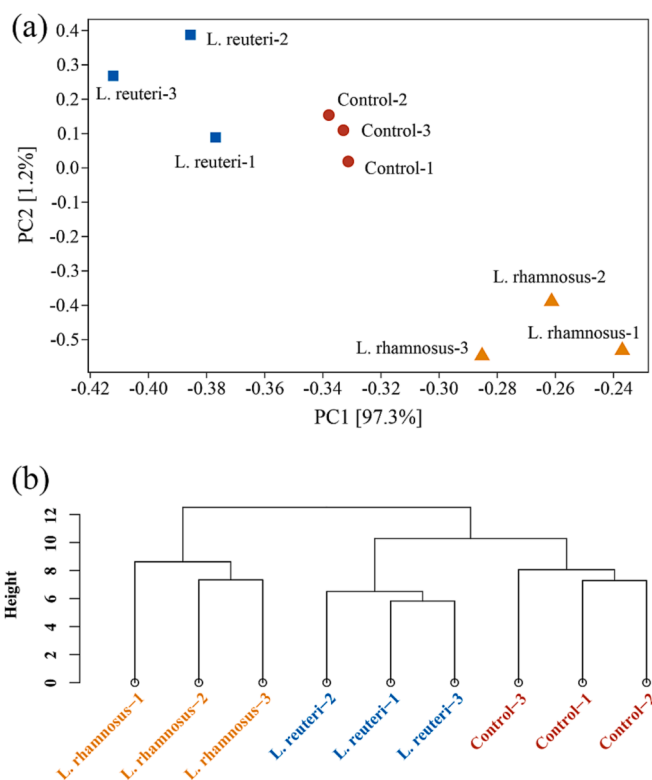 (a)
0.4
0.3
0.2
0.1
0.0
-0.1
-0.2
-0.3
-0.4
-0.5
PC2 [1.2%]
L. reuteri-2
L. reuteri-3
L. reuteri-1
Control-2
Control-3
Control-1
L. rhamnosus-2
L. rhamnosus-1
L. rhamnosus-3
-0.42 -0.40 -0.38 -0.36 -0.34 -0.32 -0.30 -0.28 -0.26 -0.24
PC1 [97.3%]
(b)
12
10
8
6
4
2
0
Height
L. rhamnosus−1
L. rhamnosus−2
L. rhamnosus−3
L. reuteri−2
L. reuteri−1
L. reuteri−3
Control−3
Control−1
Control−2